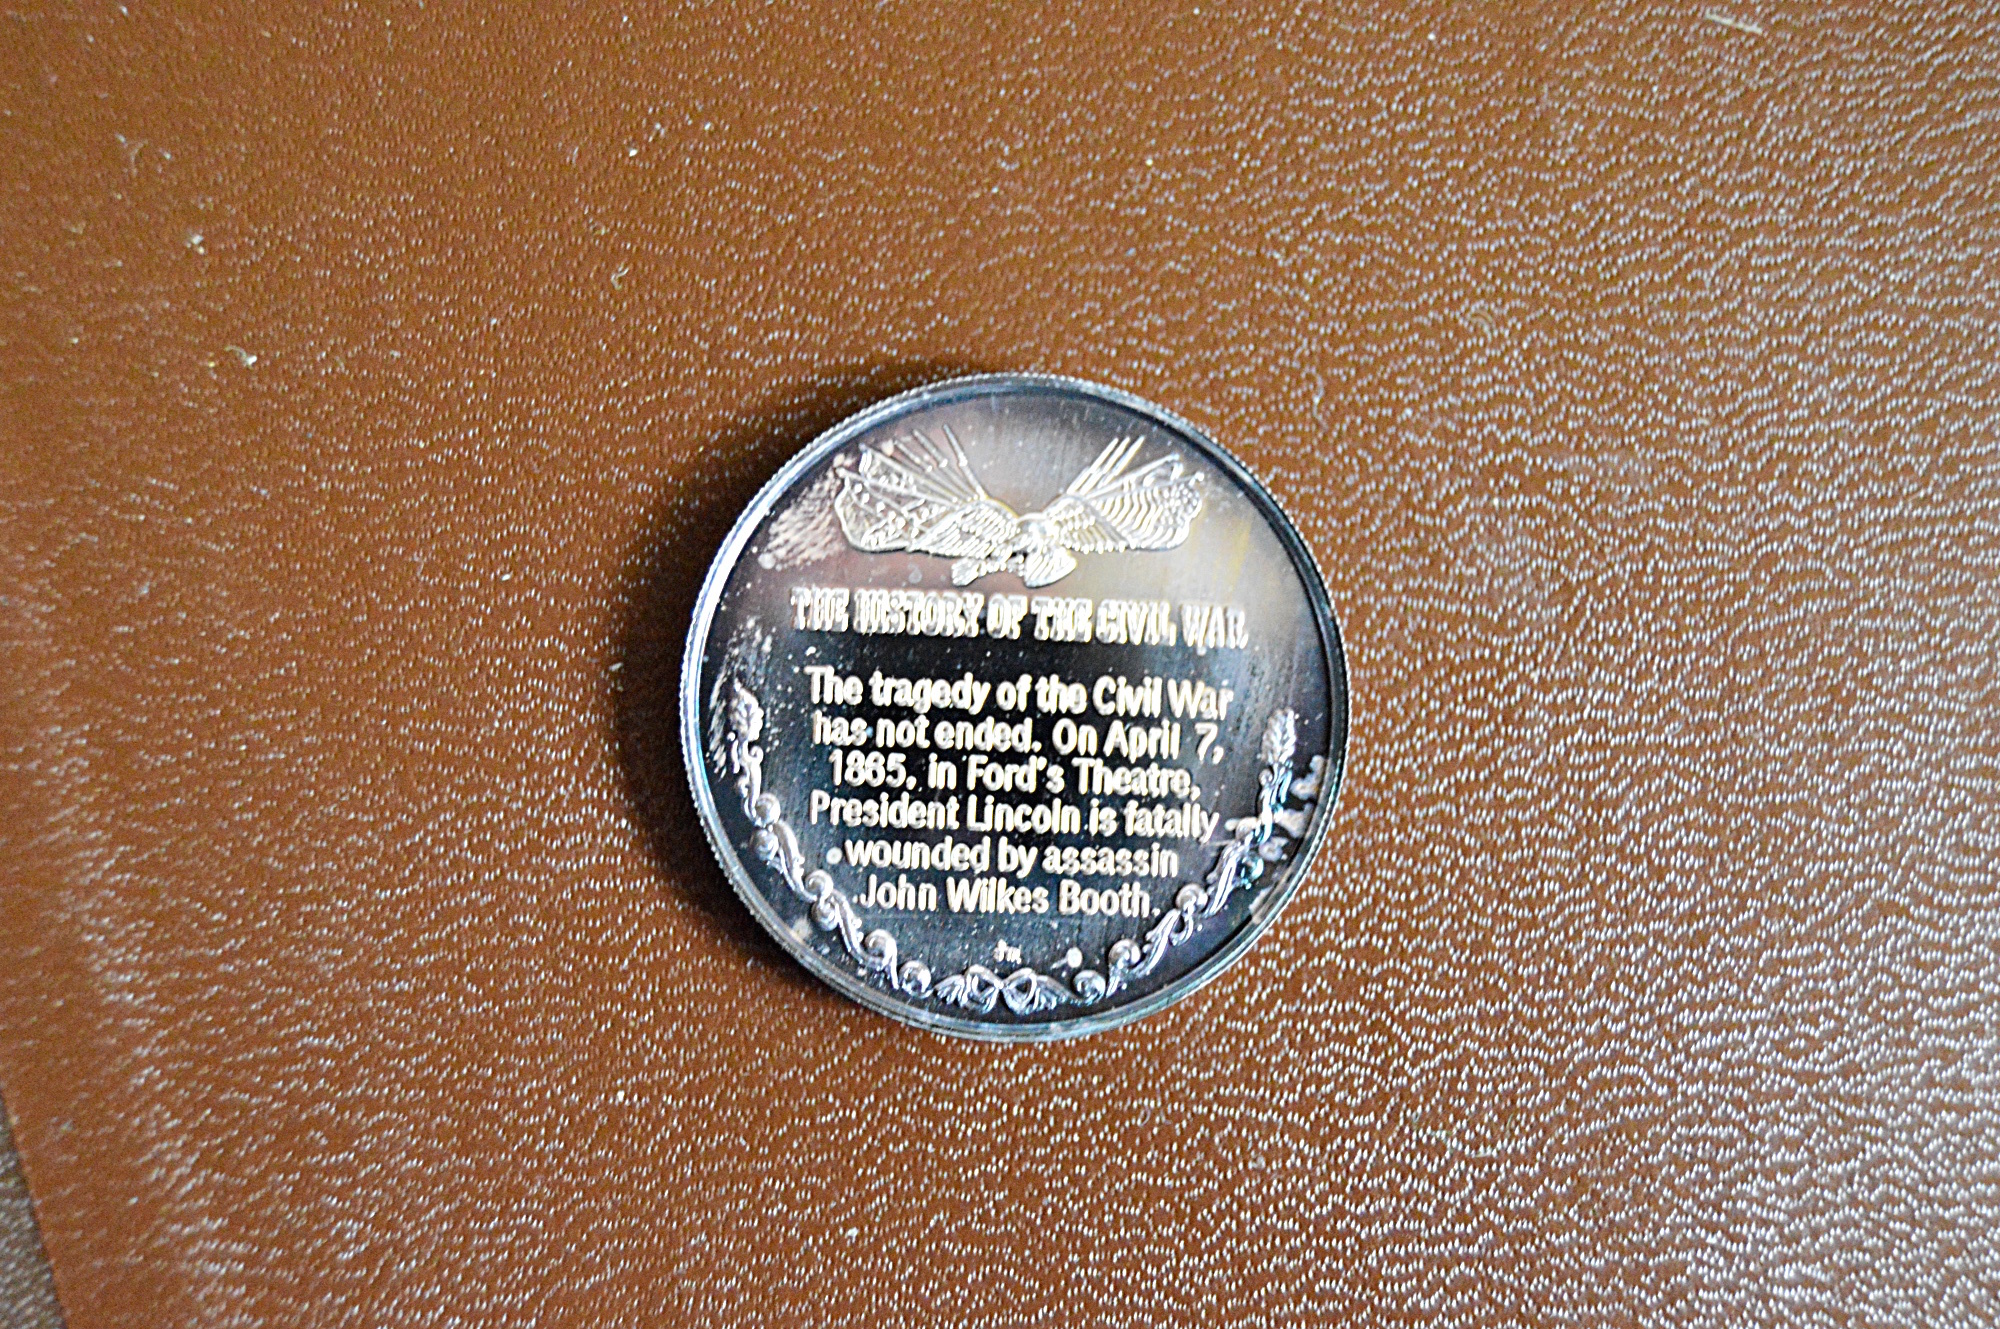 THE HISTORY OF THE CIVIL WAR
The tragedy of the Civil War
has not ended. On April 7,
1865, in Ford's Theatre,
President Lincoln is fatally
wounded by assassin
John Wilkes Booth.